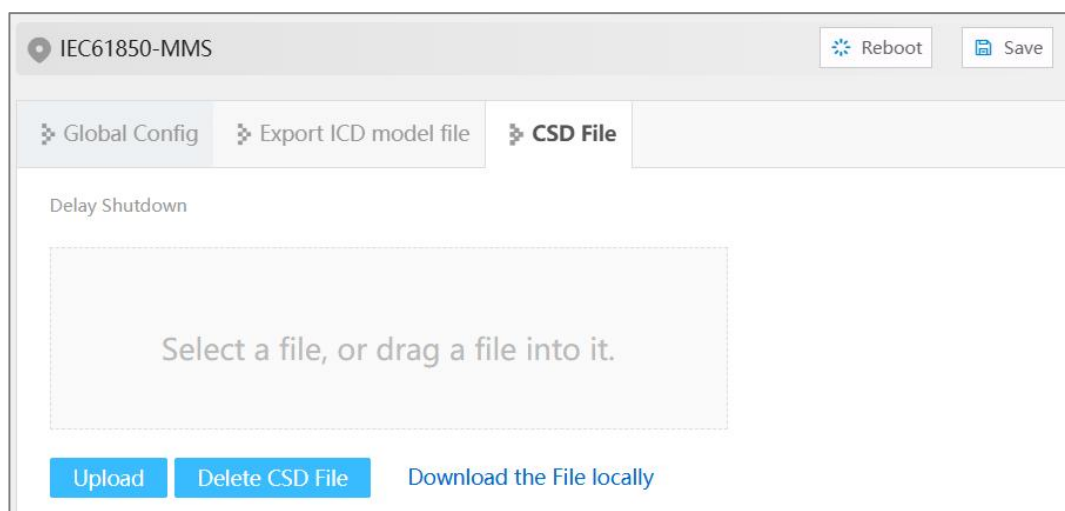 IEC61850-MMS Reboot Save
Global Config Export ICD model file CSD File
Delay Shutdown
Select a file, or drag a file into it.
Upload Delete CSD File Download the File locally